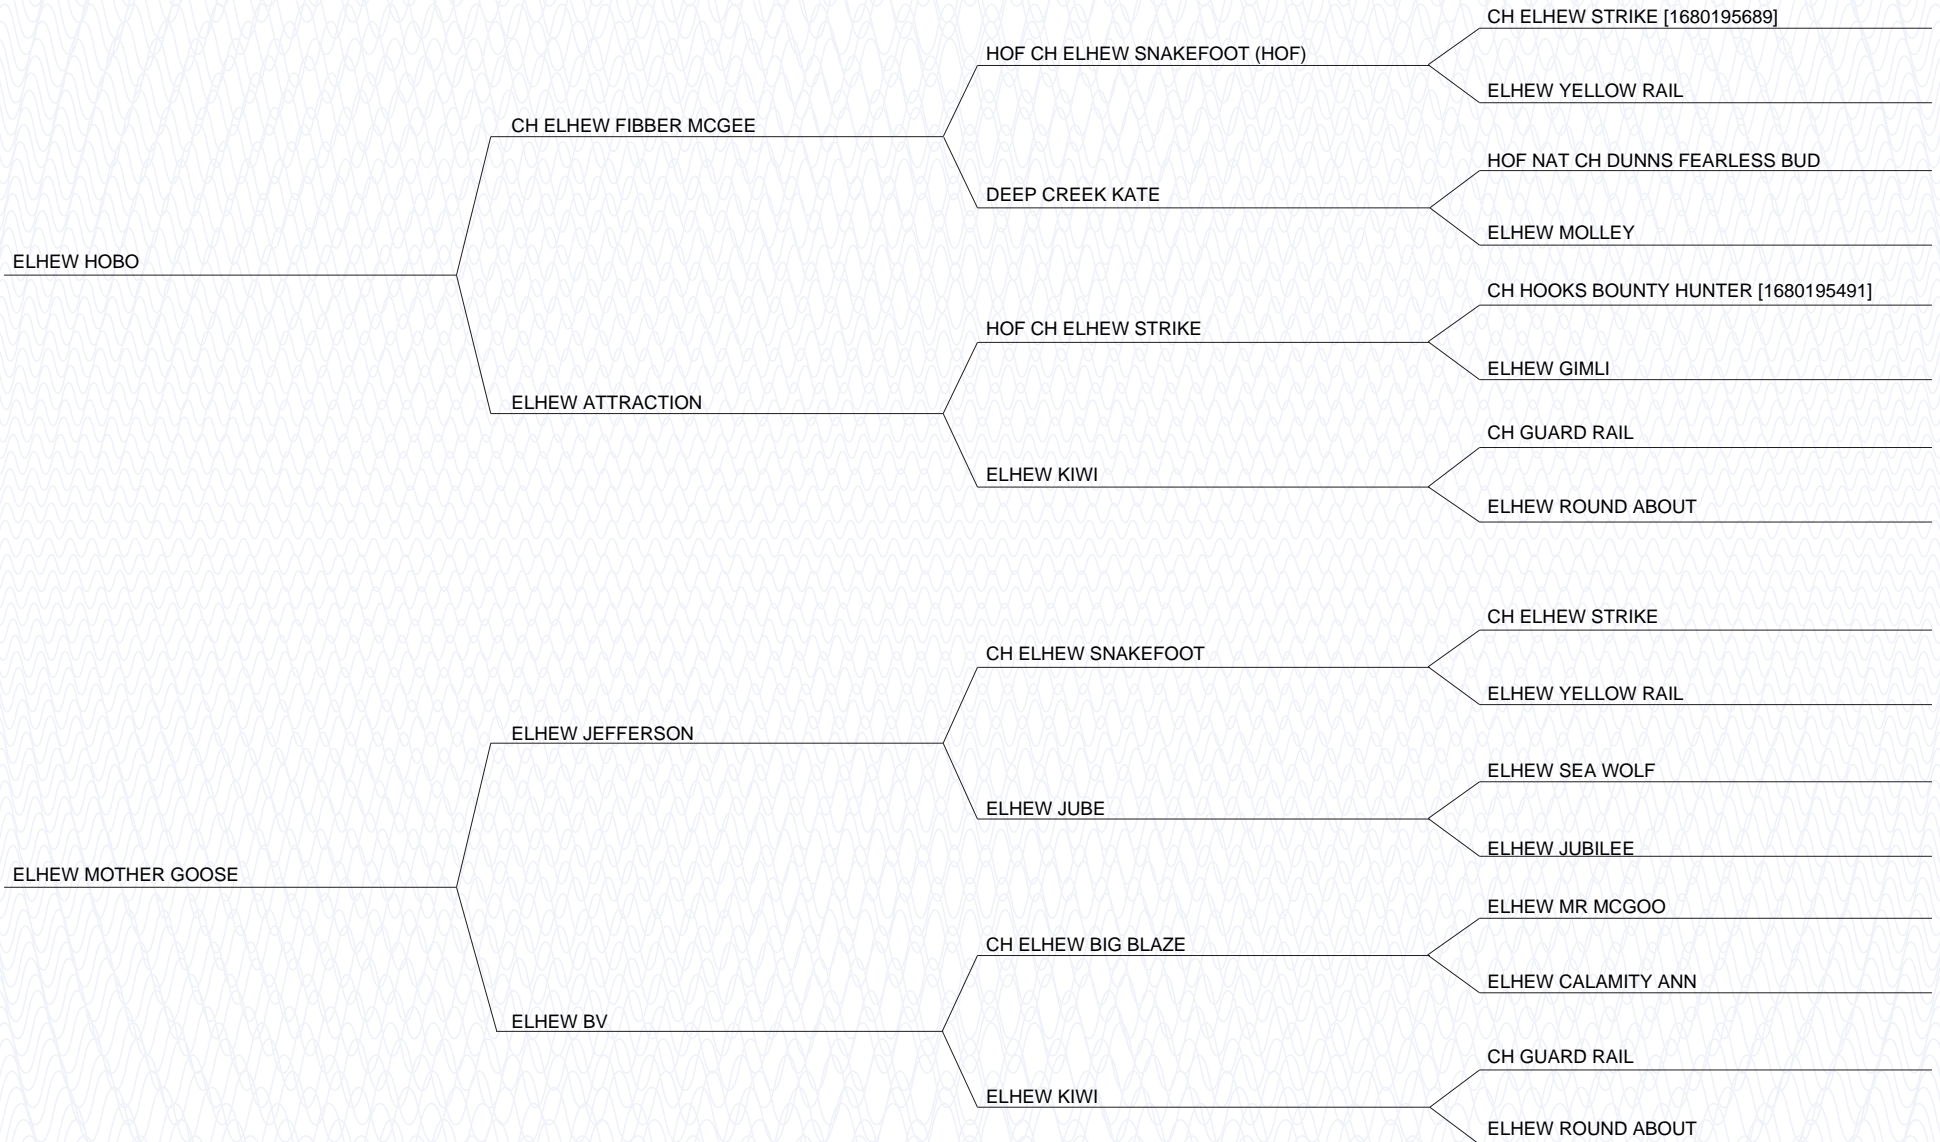 CH ELHEW STRIKE [1680195689]
HOF CH ELHEW SNAKEFOOT (HOF)
ELHEW YELLOW RAIL
CH ELHEW FIBBER MCGEE
HOF NAT CH DUNNS FEARLESS BUD
DEEP CREEK KATE
ELHEW MOLLEY
ELHEW HOBO
CH HOOKS BOUNTY HUNTER [1680195491]
HOF CH ELHEW STRIKE
ELHEW GIMLI
ELHEW ATTRACTION
CH GUARD RAIL
ELHEW KIWI
ELHEW ROUND ABOUT
CH ELHEW STRIKE
CH ELHEW SNAKEFOOT
ELHEW YELLOW RAIL
ELHEW JEFFERSON
ELHEW SEA WOLF
ELHEW JUBE
ELHEW JUBILEE
ELHEW MOTHER GOOSE
ELHEW MR MCGOO
CH ELHEW BIG BLAZE
ELHEW CALAMITY ANN
ELHEW BV
CH GUARD RAIL
ELHEW KIWI
ELHEW ROUND ABOUT